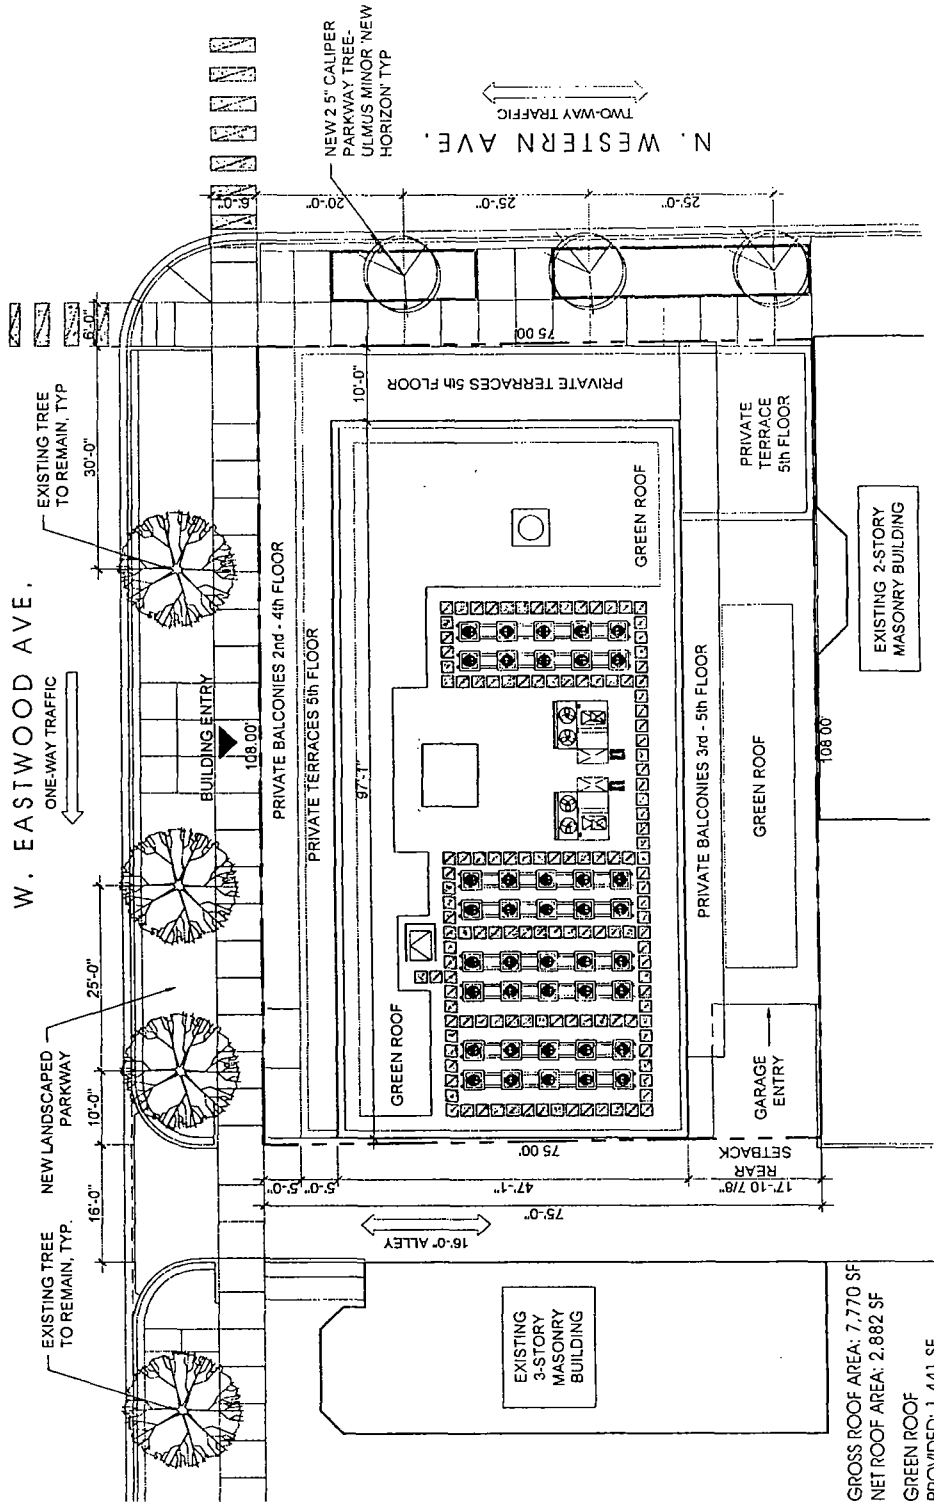 W. EASTWOOD AVE.
ONE-WAY TRAFFIC
EXISTING TREE
TO REMAIN, TYP.
NEW LANDSCAPED
PARKWAY
EXISTING TREE
TO REMAIN, TYP
16'-0"
10'-0"
25'-0"
30'-0"
6'-0"
NEW 2 5" CALIPER
PARKWAY TREE-
ULMUS MINOR 'NEW
HORIZON' TYP
N. WESTERN AVE.
TWO-WAY TRAFFIC
6'-0"
20'-0"
25'-0"
25'-0"
BUILDING ENTRY
108.00'
PRIVATE BALCONIES 2nd - 4th FLOOR
PRIVATE TERRACES 5th FLOOR
97'-1"
10'-0"
PRIVATE TERRACES 5th FLOOR
75 00'
GREEN ROOF
GREEN ROOF
PRIVATE BALCONIES 3rd - 5th FLOOR
GREEN ROOF
PRIVATE
TERRACE
5th FLOOR
GARAGE
ENTRY
108 00'
75 00'
5'-0"
5'-0"
47'-1"
17'-10 7/8"
REAR
SETBACK
75'-0"
16'-0" ALLEY
EXISTING
3-STORY
MASONRY
BUILDING
EXISTING 2-STORY
MASONRY BUILDING
GROSS ROOF AREA: 7,770 SF
NET ROOF AREA: 2,882 SF
GREEN ROOF
PROVIDED: 1,441 SF